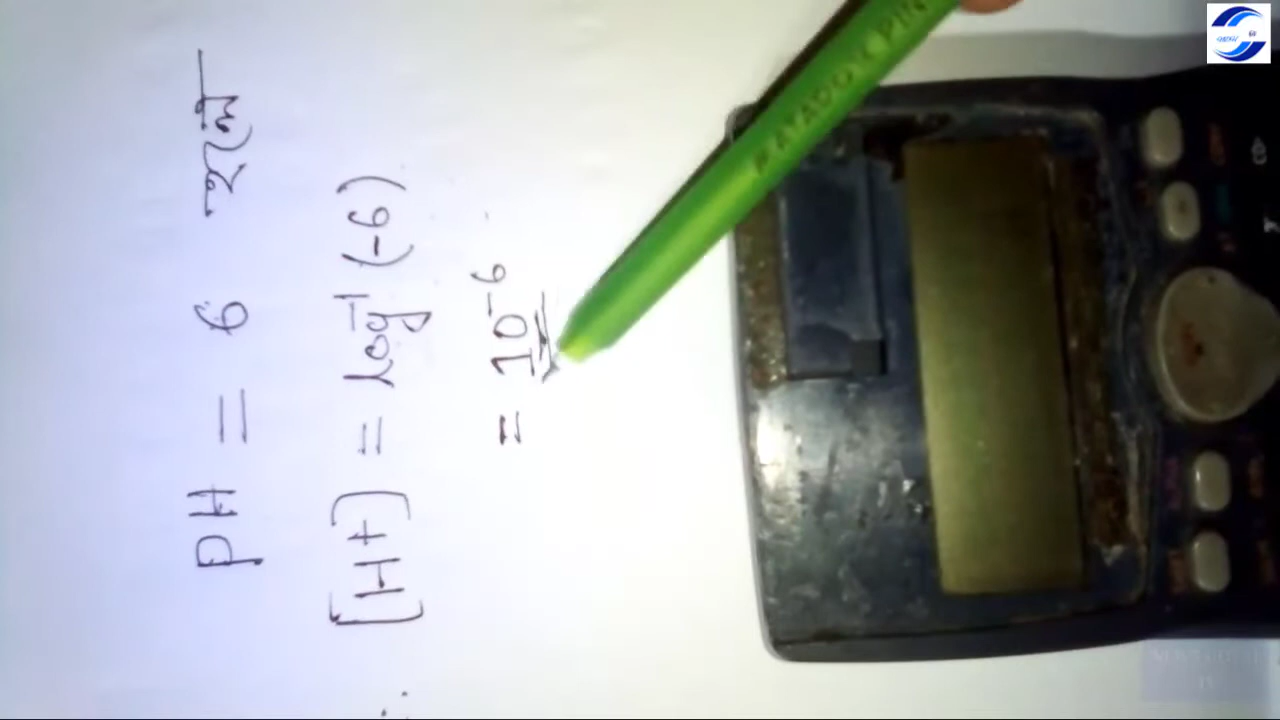 pH = 6 হলে
[H+] = log⁻¹ (-6)
= 10⁻⁶